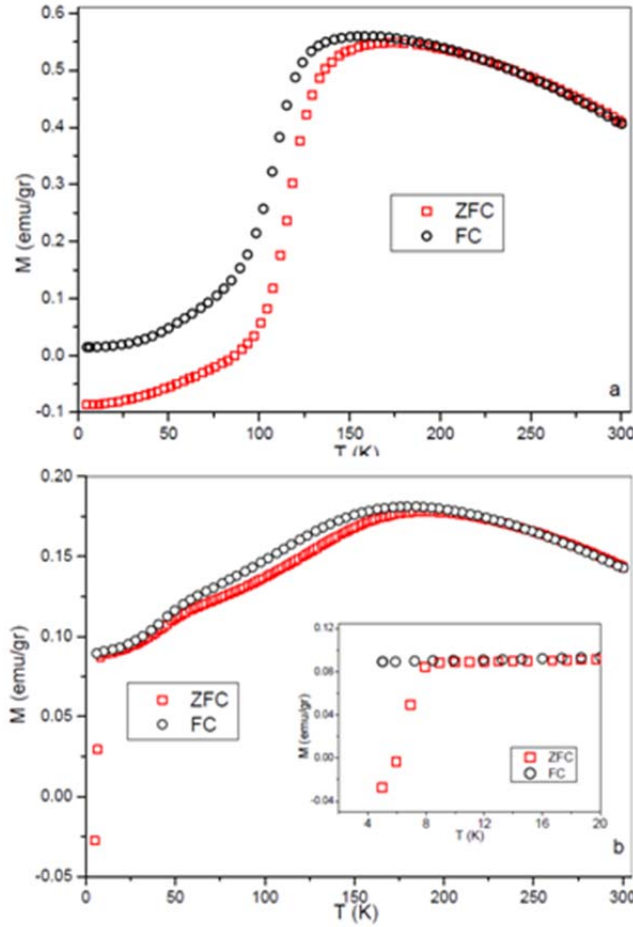 0.6
0.5
0.4
0.3
0.2
0.1
0.0
-0.1
M (emu/gr)
ZFC
FC
a
0 50 100 150 200 250 300
T (K)
0.20
0.15
0.10
0.05
0.00
-0.05
M (emu/gr)
ZFC
FC
0.12
0.08
0.04
0.00
-0.04
M (emu/gr)
ZFC
FC
4 8 12 16 20
T (K)
b
0 50 100 150 200 250 300
T (K)